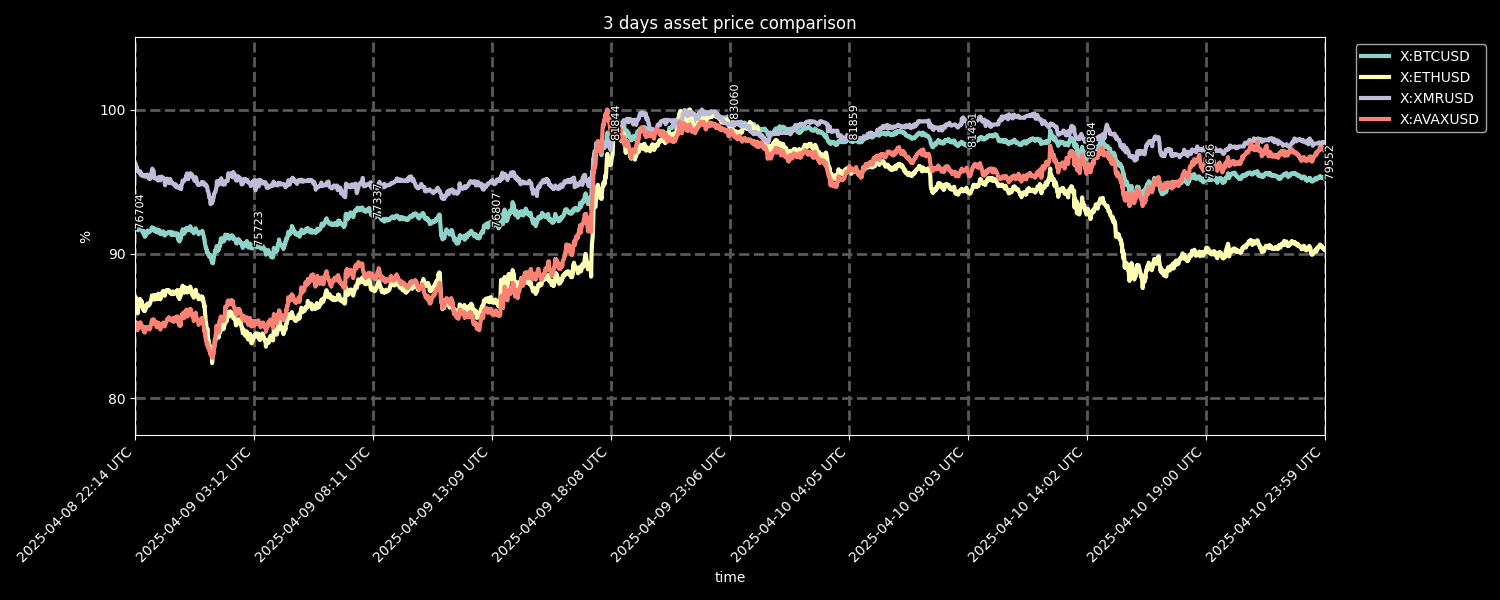 3 days asset price comparison
X:BTCUSD
X:ETHUSD
X:XMRUSD
X:AVAXUSD
%
100
90
80
76704
75723
77337
76807
81844
83060
81859
81431
80884
79626
79552
2025-04-08 22:14 UTC
2025-04-09 03:12 UTC
2025-04-09 08:11 UTC
2025-04-09 13:09 UTC
2025-04-09 18:08 UTC
2025-04-09 23:06 UTC
2025-04-10 04:05 UTC
2025-04-10 09:03 UTC
2025-04-10 14:02 UTC
2025-04-10 19:00 UTC
2025-04-10 23:59 UTC
time